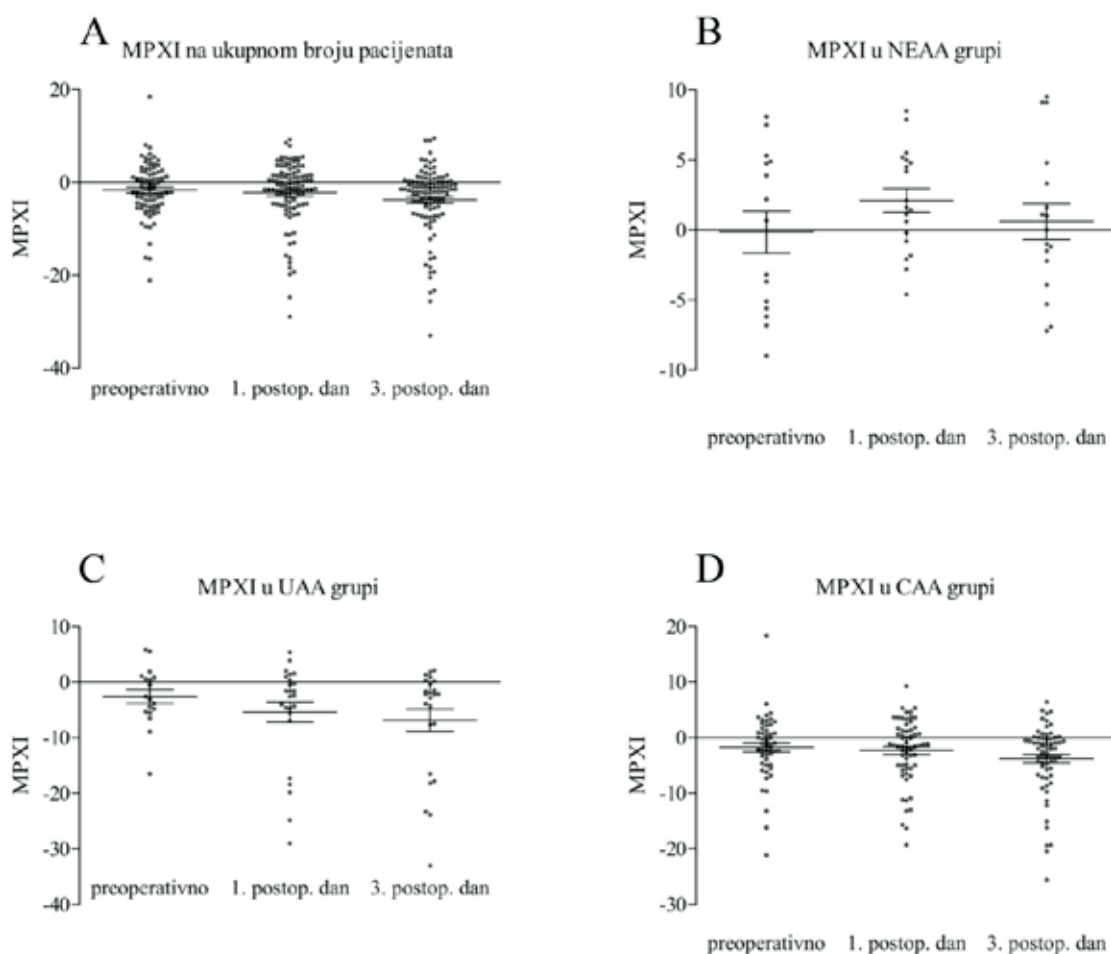 A
MPXI na ukupnom broju pacijenata
MPXI
20
0
-20
-40
preoperativno 1. postop. dan 3. postop. dan
B
MPXI u NEAA grupi
MPXI
10
5
0
-5
-10
preoperativno 1. postop. dan 3. postop. dan
C
MPXI u UAA grupi
MPXI
10
0
-10
-20
-30
-40
preoperativno 1. postop. dan 3. postop. dan
D
MPXI u CAA grupi
MPXI
20
10
0
-10
-20
-30
preoperativno 1. postop. dan 3. postop. dan